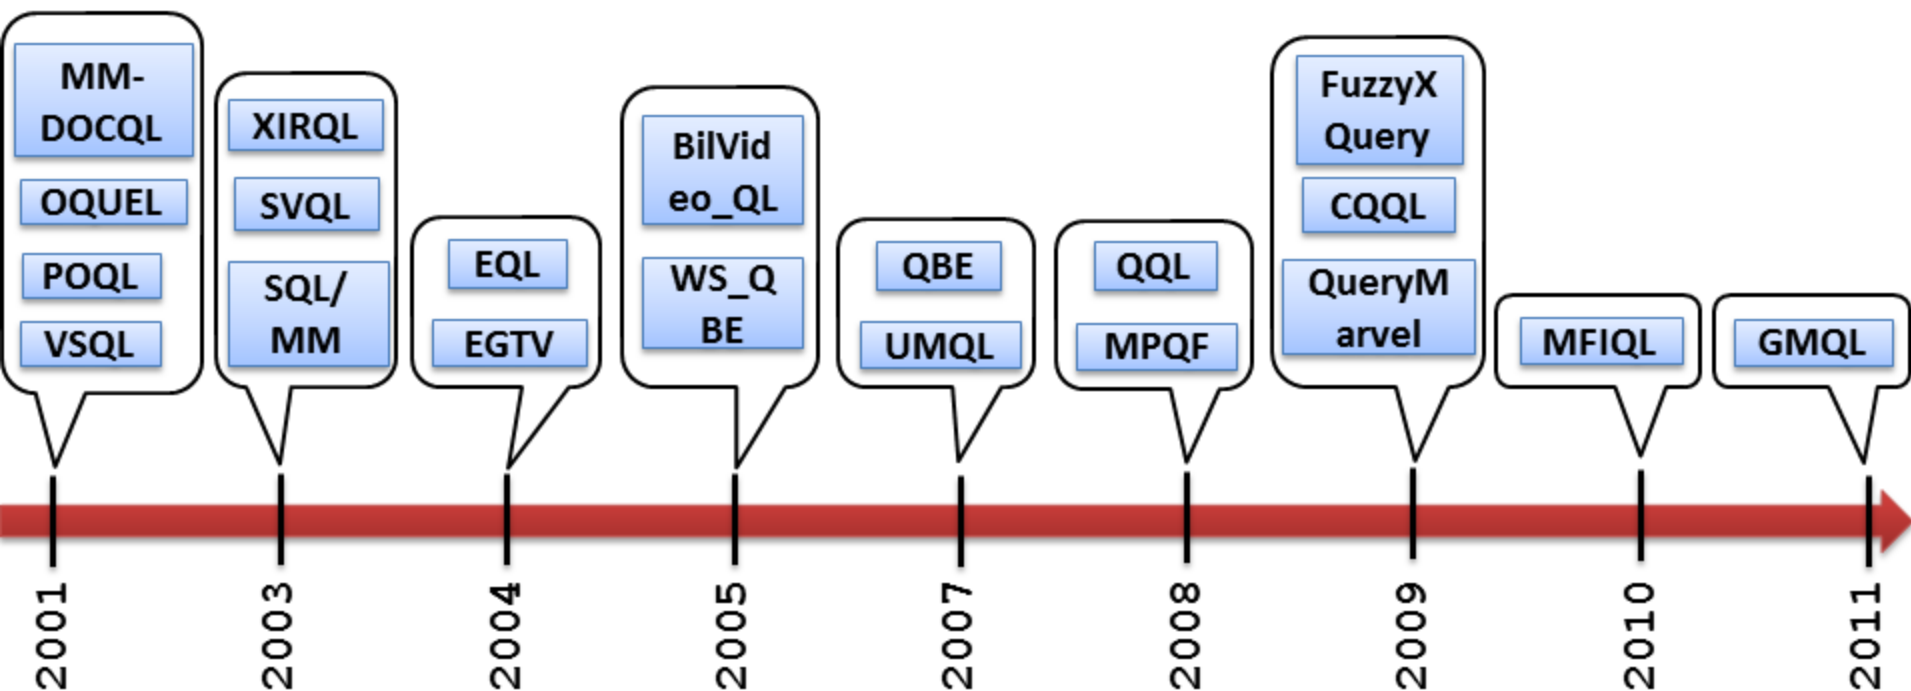 MM-
DOCQL
OQUEL
POQL
VSQL
XIRQL
SVQL
SQL/
MM
EQL
EGTV
BilVid
eo_QL
WS_Q
BE
QBE
UMQL
QQL
MPQF
FuzzyX
Query
CQQL
QueryM
arvel
MFIQL
GMQL
2001
2003
2004
2005
2007
2008
2009
2010
2011